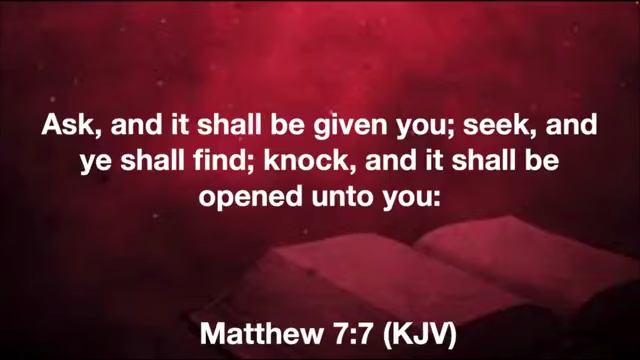 Ask, and it shall be given you; seek, and
ye shall find; knock, and it shall be
opened unto you:
Matthew 7:7 (KJV)